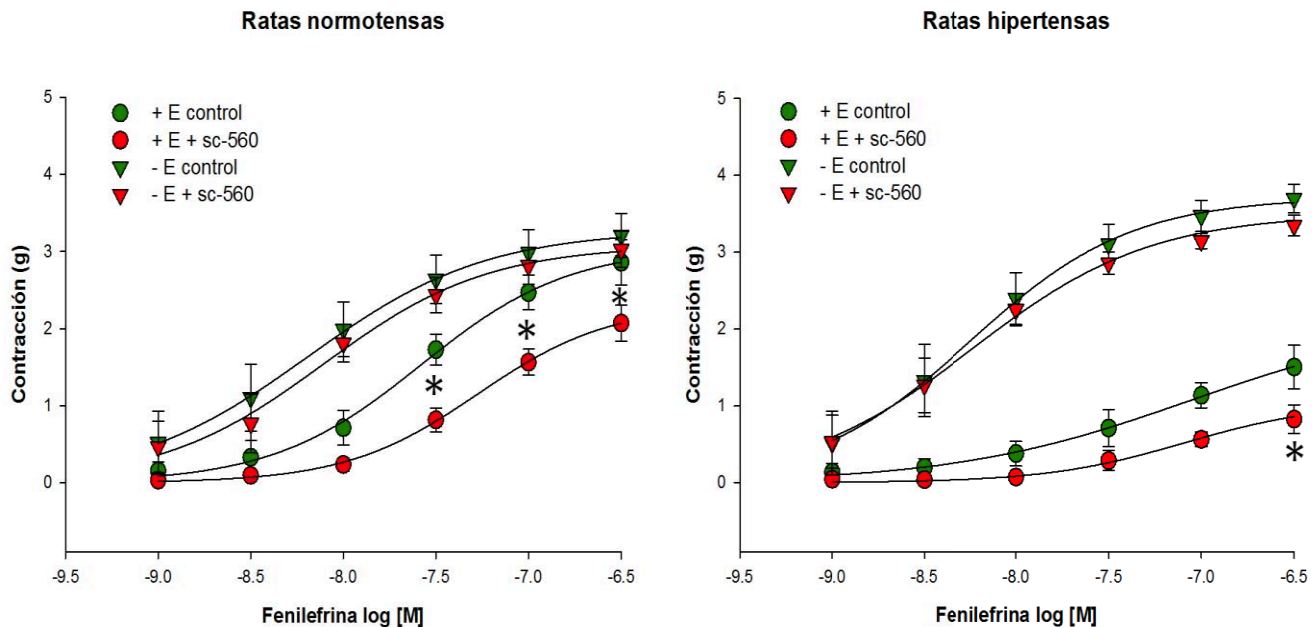 Ratas normotensas
+ E control
+ E + sc-560
- E control
- E + sc-560
Contracción (g)
5
4
3
2
1
0
*
*
*
-9.5 -9.0 -8.5 -8.0 -7.5 -7.0 -6.5
Fenilefrina log [M]
Ratas hipertensas
+ E control
+ E + sc-560
- E control
- E + sc-560
Contracción (g)
5
4
3
2
1
0
*
-9.5 -9.0 -8.5 -8.0 -7.5 -7.0 -6.5
Fenilefrina log [M]